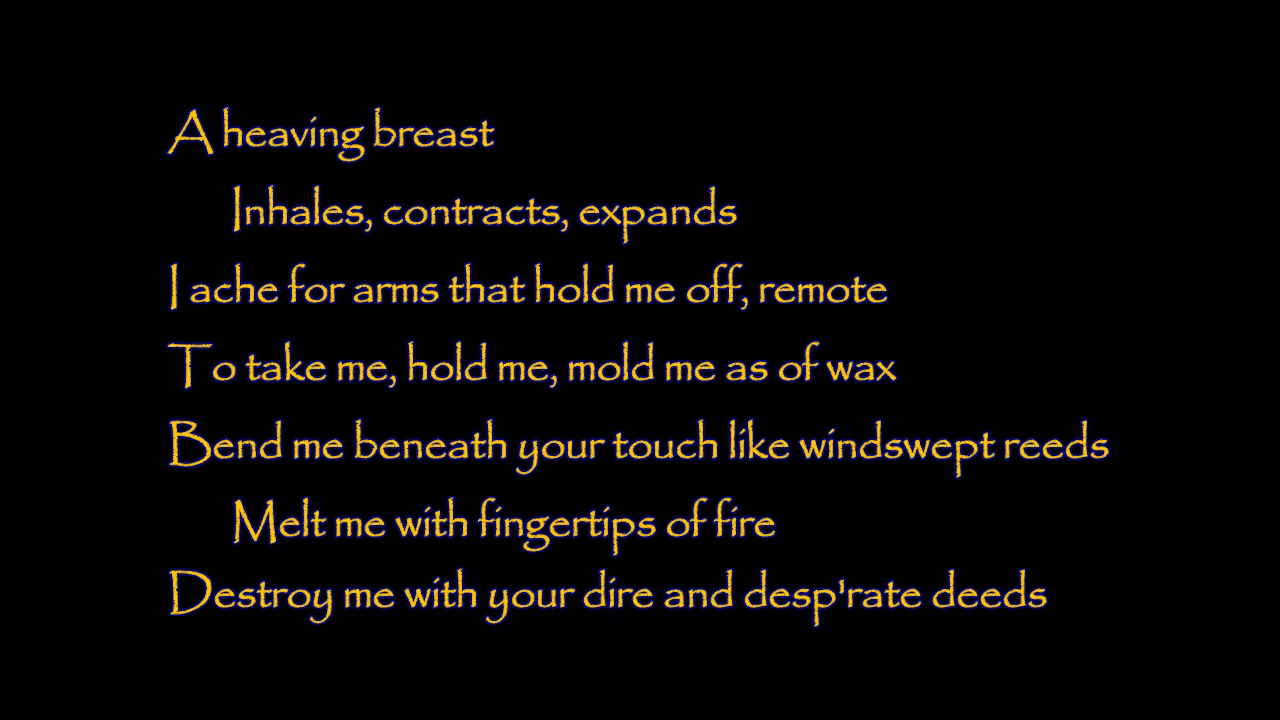 A heaving breast
Inhales, contracts, expands
I ache for arms that hold me off, remote
To take me, hold me, mold me as of wax
Bend me beneath your touch like windswept reeds
Melt me with fingertips of fire
Destroy me with your dire and desp'rate deeds